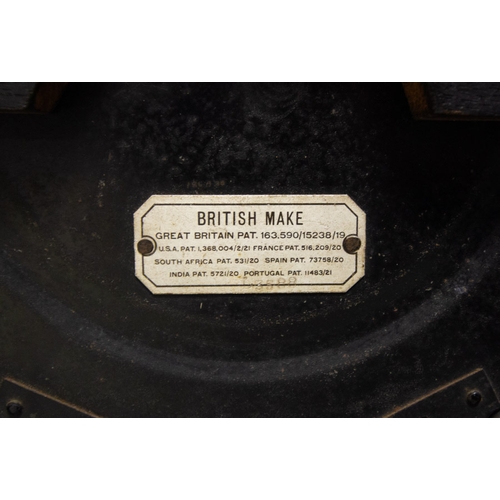 BRITISH MAKE
GREAT BRITAIN PAT. 163.590/15238/19
U.S.A. PAT. 1,368,004/2/21 FRANCE PAT. 516,209/20
SOUTH AFRICA PAT. 531/20 SPAIN PAT. 73758/20
INDIA PAT. 5721/20 PORTUGAL PAT. 11483/21